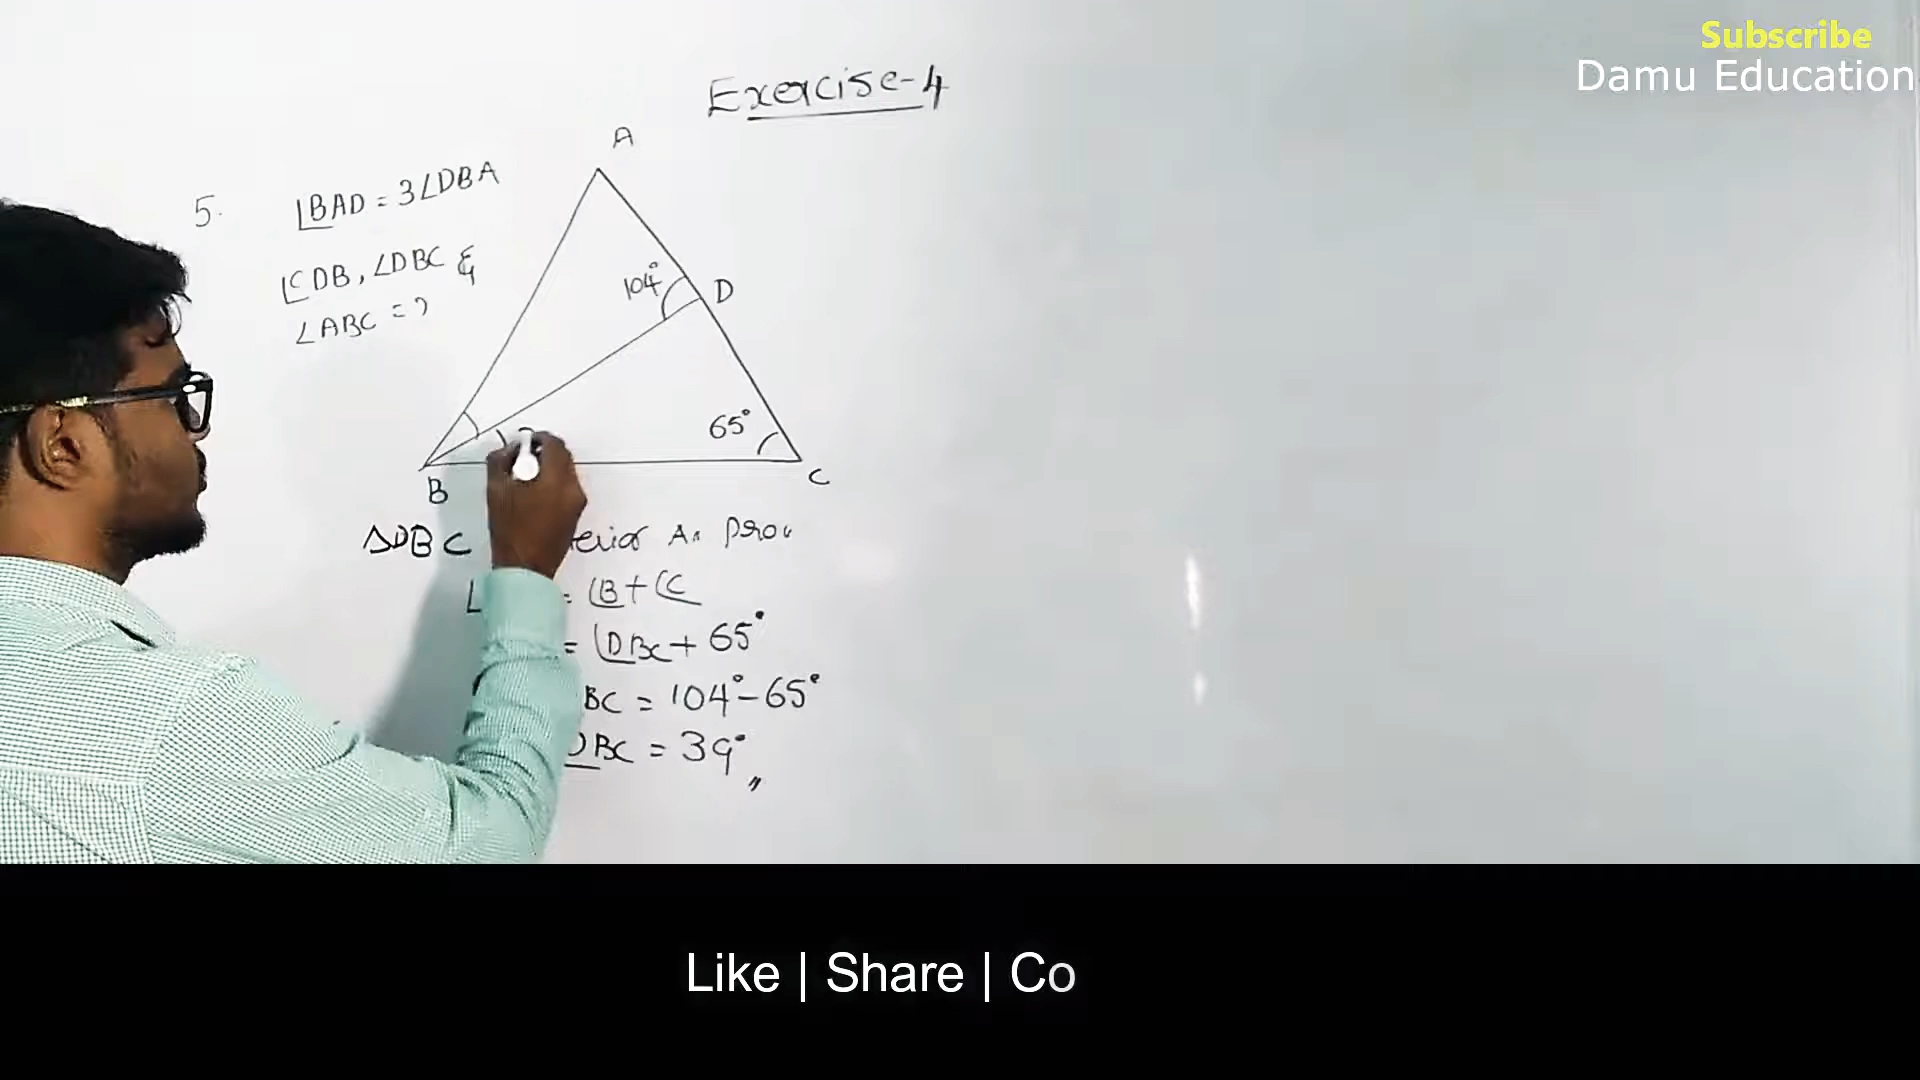 Subscribe
Damu Education
Exercise-4
A
5. ∠BAD = 3∠DBA
∠CDB, ∠DBC &
∠ABC = ?
104°
D
65°
B
C
△DBC
∠ = ∠B+∠C
= ∠DBC + 65°
BC = 104° - 65°
DBC = 39°
Like | Share | Co